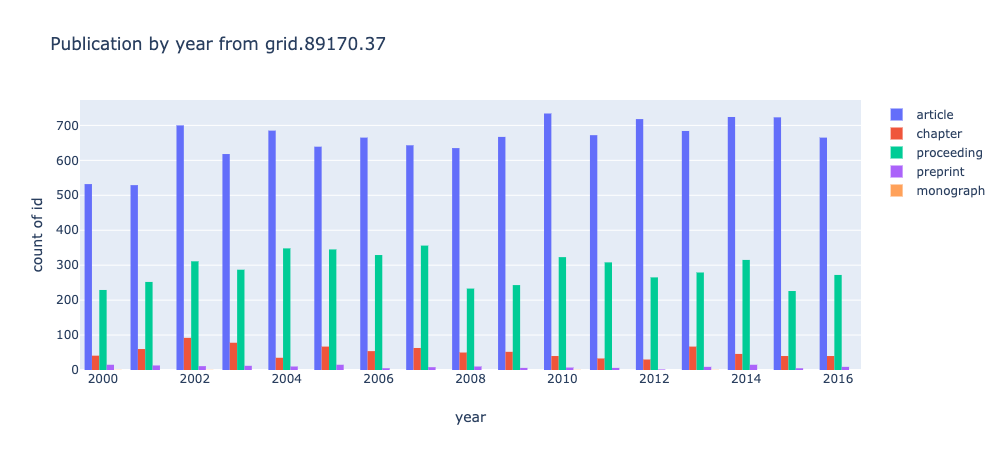 Publication by year from grid.89170.37
count of id
700
600
500
400
300
200
100
0
2000
2002
2004
2006
2008
2010
2012
2014
2016
year
article
chapter
proceeding
preprint
monograph